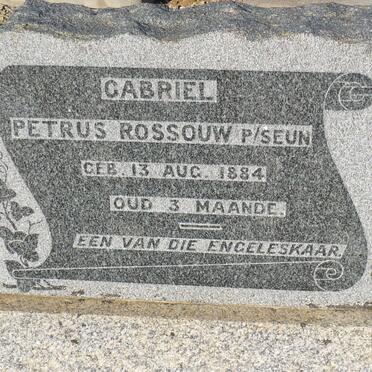 GABRIEL
PETRUS ROSSOUW P/SEUN
GEB. 13 AUG. 1884.
OUD 3 MAANDE.
EEN VAN DIE ENGELESKAAR.